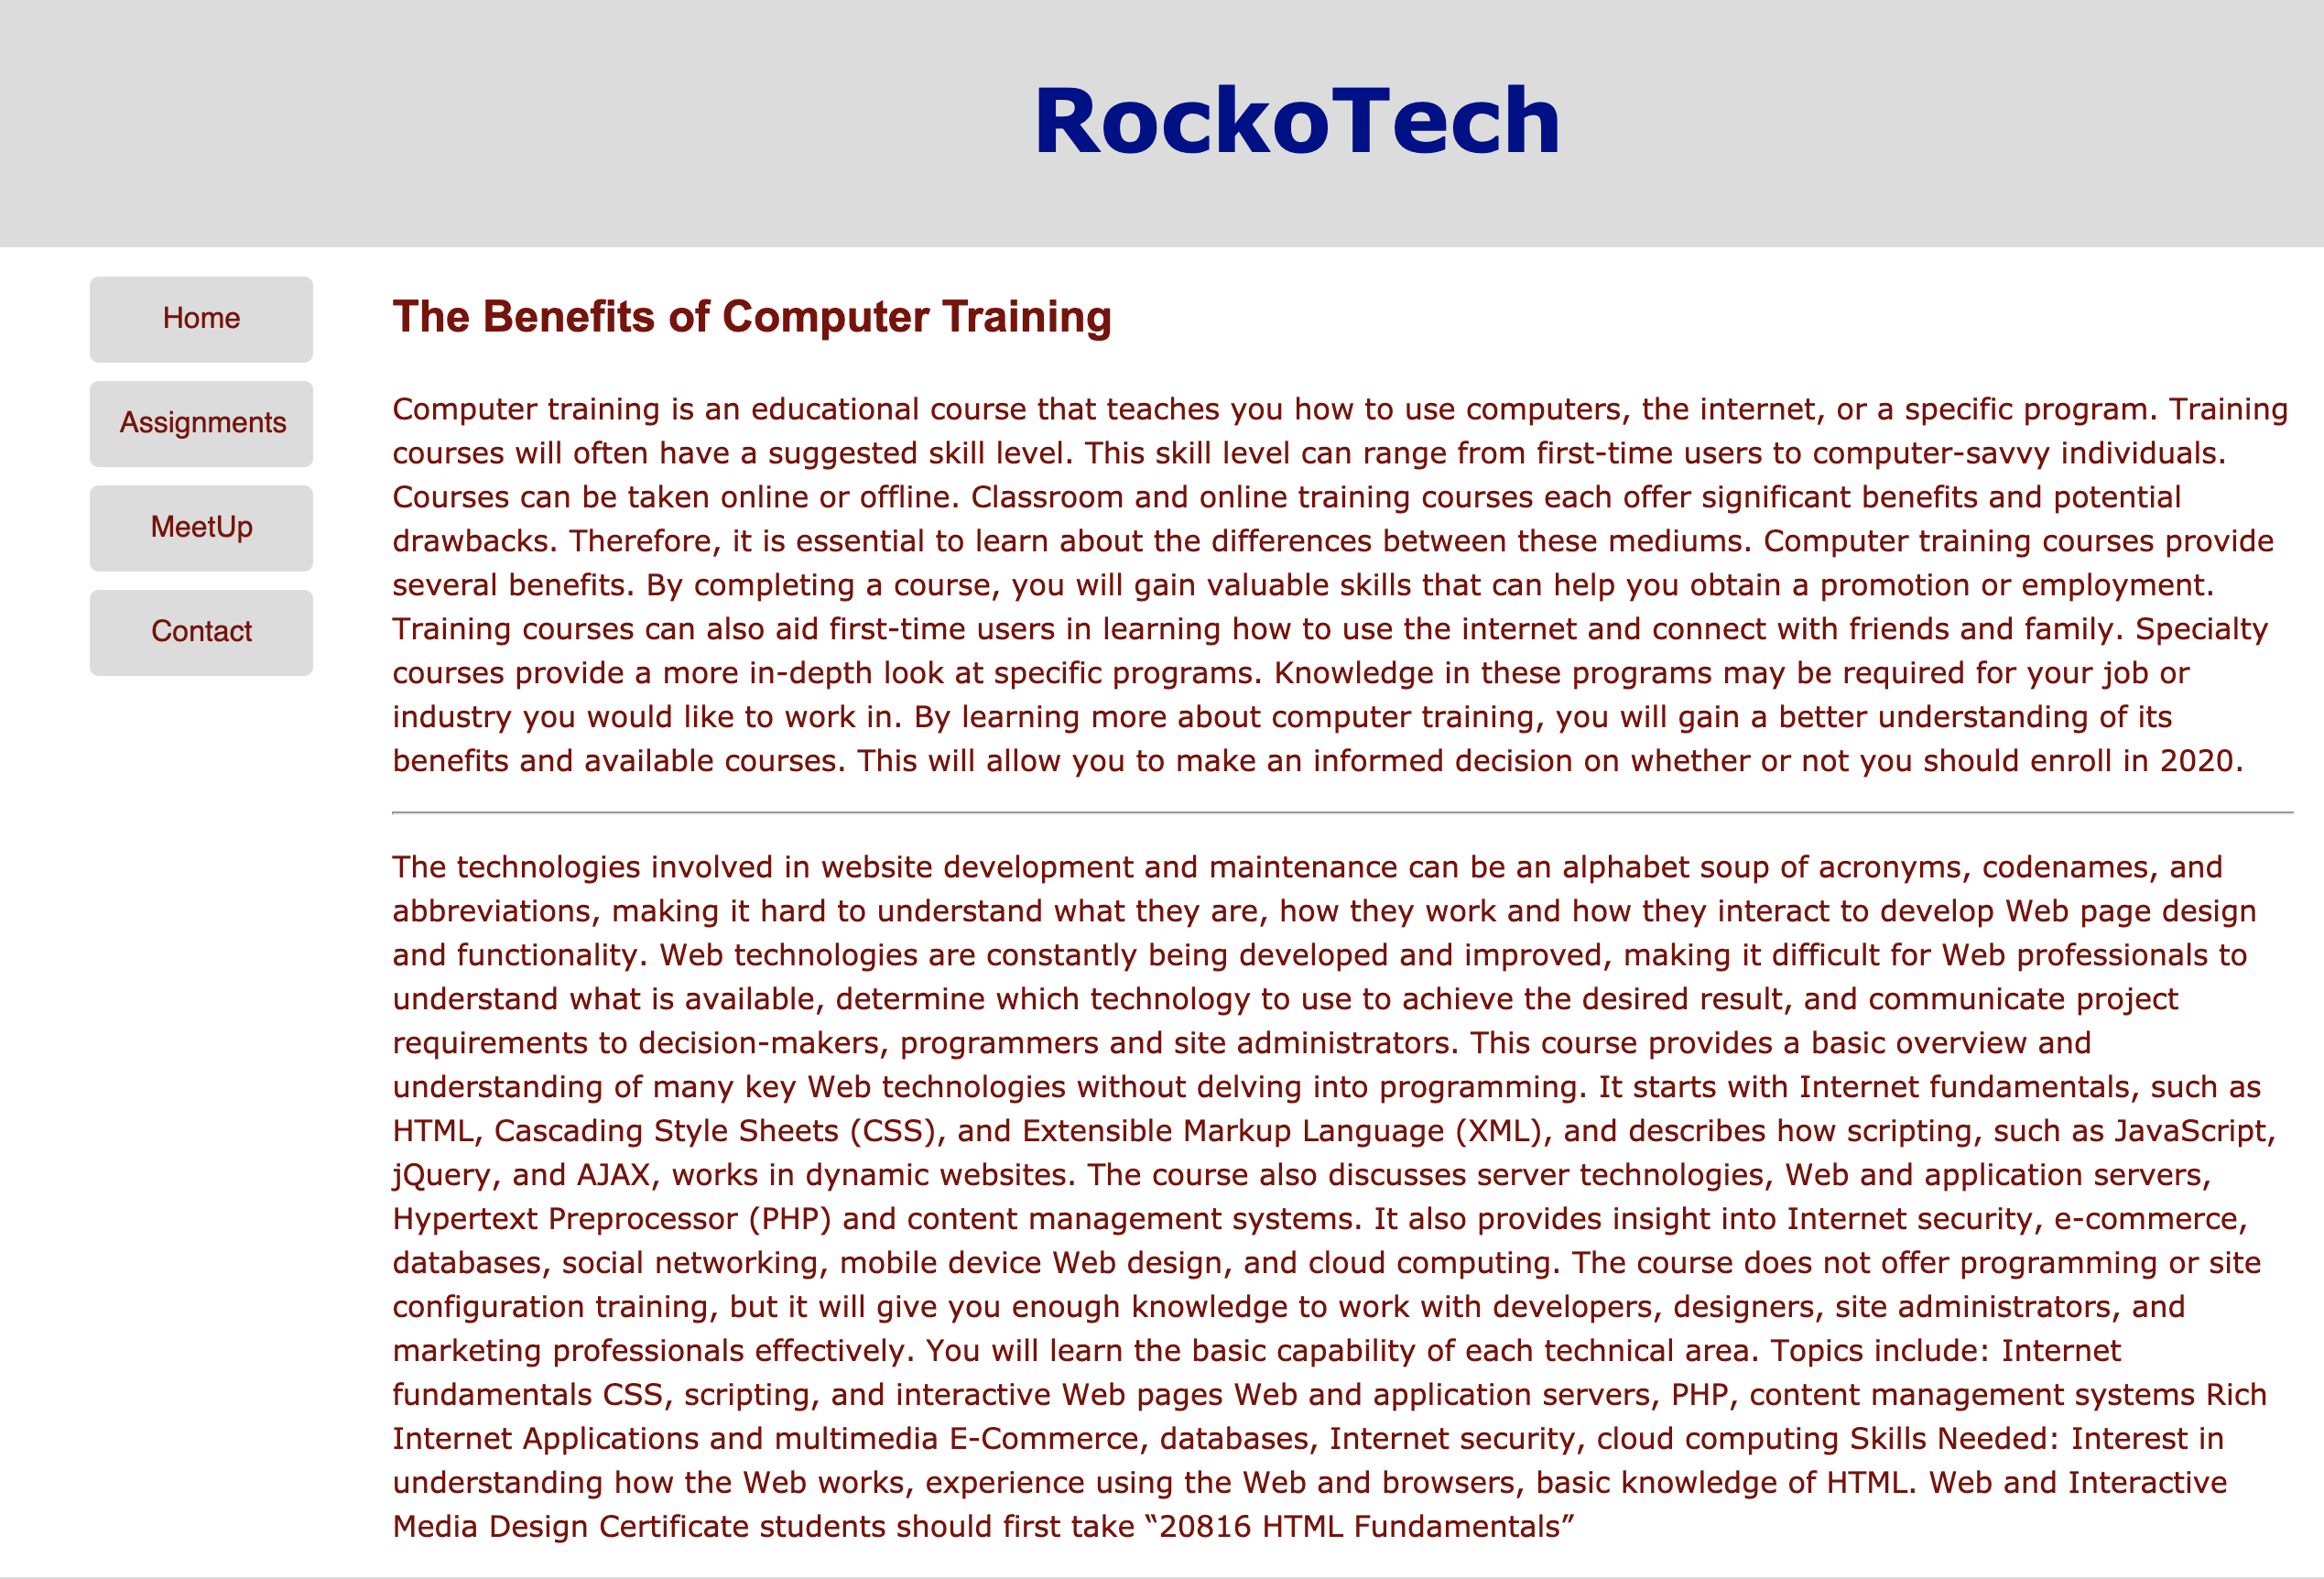 RockoTech
Home
Assignments
MeetUp
Contact
The Benefits of Computer Training
Computer training is an educational course that teaches you how to use computers, the internet, or a specific program. Training
courses will often have a suggested skill level. This skill level can range from first-time users to computer-savvy individuals.
Courses can be taken online or offline. Classroom and online training courses each offer significant benefits and potential
drawbacks. Therefore, it is essential to learn about the differences between these mediums. Computer training courses provide
several benefits. By completing a course, you will gain valuable skills that can help you obtain a promotion or employment.
Training courses can also aid first-time users in learning how to use the internet and connect with friends and family. Specialty
courses provide a more in-depth look at specific programs. Knowledge in these programs may be required for your job or
industry you would like to work in. By learning more about computer training, you will gain a better understanding of its
benefits and available courses. This will allow you to make an informed decision on whether or not you should enroll in 2020.
The technologies involved in website development and maintenance can be an alphabet soup of acronyms, codenames, and
abbreviations, making it hard to understand what they are, how they work and how they interact to develop Web page design
and functionality. Web technologies are constantly being developed and improved, making it difficult for Web professionals to
understand what is available, determine which technology to use to achieve the desired result, and communicate project
requirements to decision-makers, programmers and site administrators. This course provides a basic overview and
understanding of many key Web technologies without delving into programming. It starts with Internet fundamentals, such as
HTML, Cascading Style Sheets (CSS), and Extensible Markup Language (XML), and describes how scripting, such as JavaScript,
jQuery, and AJAX, works in dynamic websites. The course also discusses server technologies, Web and application servers,
Hypertext Preprocessor (PHP) and content management systems. It also provides insight into Internet security, e-commerce,
databases, social networking, mobile device Web design, and cloud computing. The course does not offer programming or site
configuration training, but it will give you enough knowledge to work with developers, designers, site administrators, and
marketing professionals effectively. You will learn the basic capability of each technical area. Topics include: Internet
fundamentals CSS, scripting, and interactive Web pages Web and application servers, PHP, content management systems Rich
Internet Applications and multimedia E-Commerce, databases, Internet security, cloud computing Skills Needed: Interest in
understanding how the Web works, experience using the Web and browsers, basic knowledge of HTML. Web and Interactive
Media Design Certificate students should first take “20816 HTML Fundamentals”